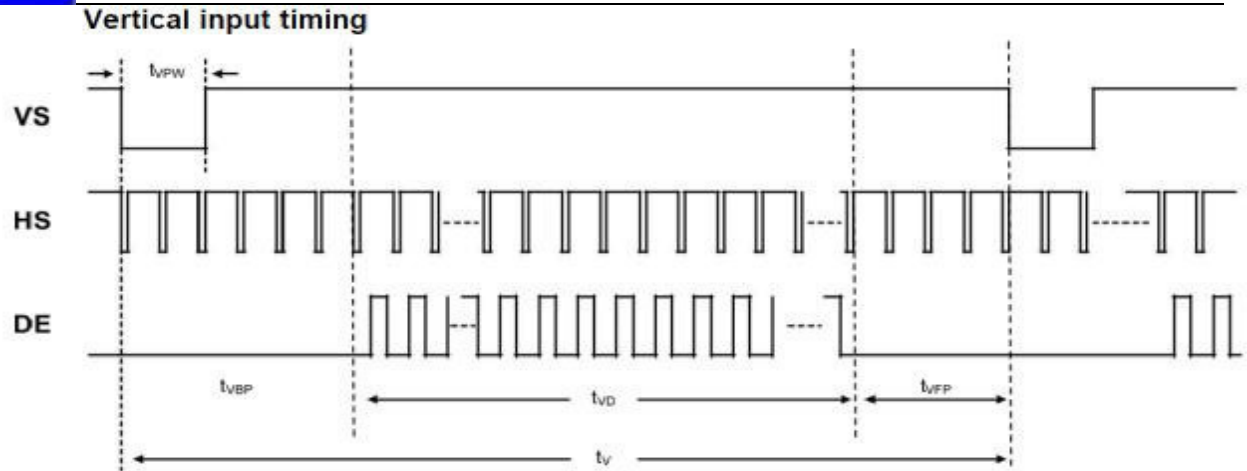 Vertical input timing
tVPW
VS
HS
DE
tVBP
tVD
tVFP
tV